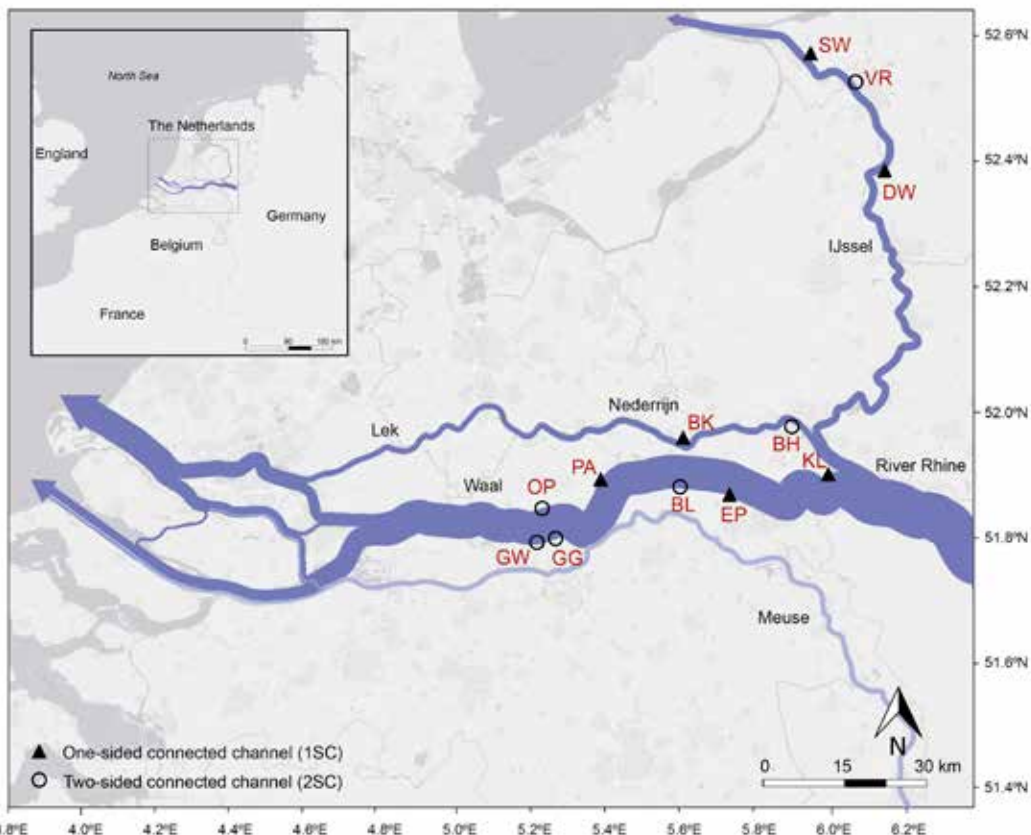 North Sea
The Netherlands
England
Germany
Belgium
France
SW
VR
DW
IJssel
Nederrijn
BK
Lek
BH
KL
River Rhine
PA
Waal
OP
BL
EP
GW
GG
Meuse
N
One-sided connected channel (1SC)
Two-sided connected channel (2SC)
0 15 30 km
52.6°N
52.4°N
52.2°N
52.0°N
51.8°N
51.6°N
51.4°N
4.0°E 4.2°E 4.4°E 4.6°E 4.8°E 5.0°E 5.2°E 5.4°E 5.6°E 5.8°E 6.0°E 6.2°E